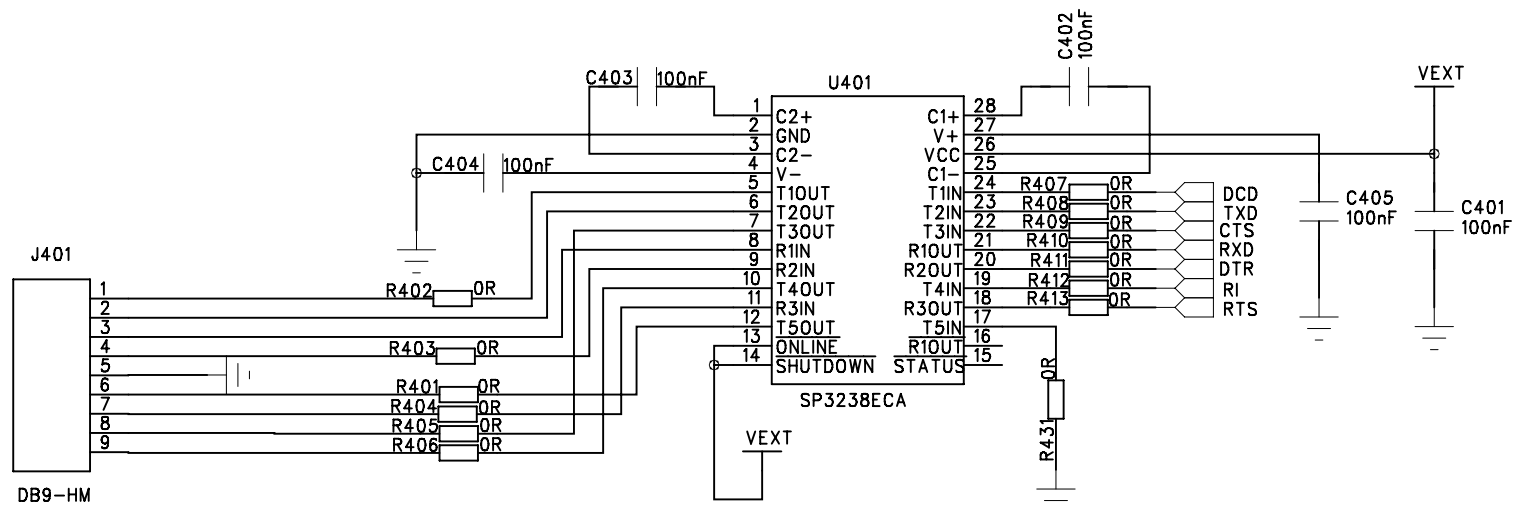 C402
100nF
C403 100nF
U401
VEXT
1 C2+
2 GND
3 C2-
4 V-
5 T1OUT
6 T2OUT
7 T3OUT
8 R1IN
9 R2IN
10 T4OUT
11 R3IN
12 T5OUT
13 ONLINE
14 SHUTDOWN
C1+ 28
V+ 27
VCC 26
C1- 25
T1IN 24
T2IN 23
T3IN 22
R1OUT 21
R2OUT 20
T4IN 19
R3OUT 18
T5IN 17
R1OUT 16
STATUS 15
SP3238ECA
C404 100nF
R407 0R DCD
R408 0R TXD
R409 0R CTS
R410 0R RXD
R411 0R DTR
R412 0R RI
R413 0R RTS
C405
100nF
C401
100nF
J401
1
2
3
4
5
6
7
8
9
DB9-HM
R402 0R
R403 0R
R401 0R
R404 0R
R405 0R
R406 0R
VEXT
R431 0R